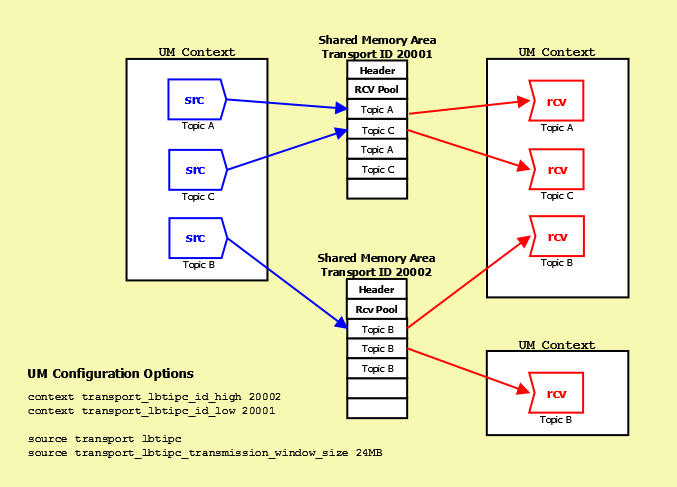 UM Context
src
Topic A
src
Topic C
src
Topic B
Shared Memory Area
Transport ID 20001
Header
RCV Pool
Topic A
Topic C
Topic A
Topic C
Shared Memory Area
Transport ID 20002
Header
Rcv Pool
Topic B
Topic B
Topic B
UM Context
rcv
Topic A
rcv
Topic C
rcv
Topic B
UM Context
rcv
Topic B
UM Configuration Options
context transport_lbtipc_id_high 20002
context transport_lbtipc_id_low 20001
source transport lbtipc
source transport_lbtipc_transmission_window_size 24MB